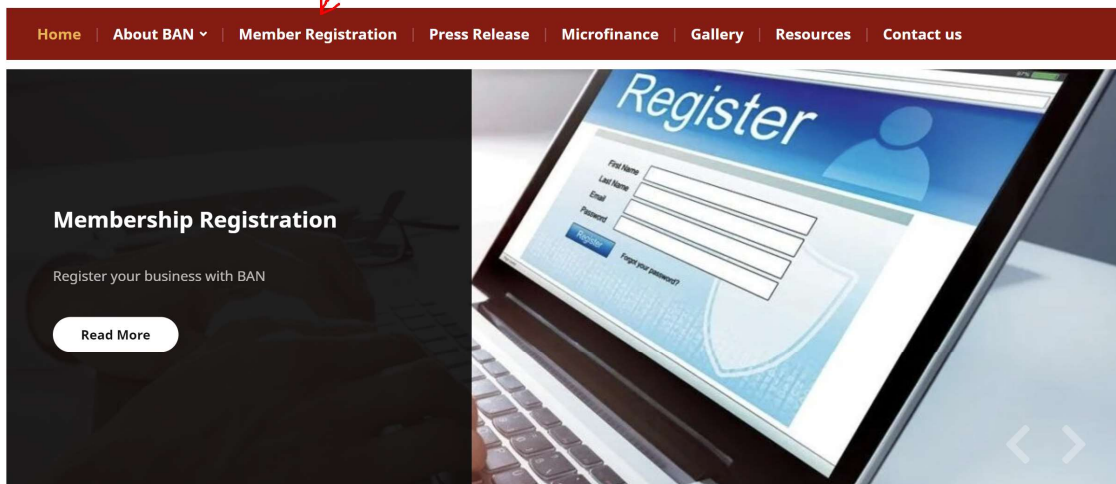 Home About BAN Member Registration Press Release Microfinance Gallery Resources Contact us
Register
First Name
Last Name
Email
Password
Register
Forgot your password?
Membership Registration
Register your business with BAN
Read More